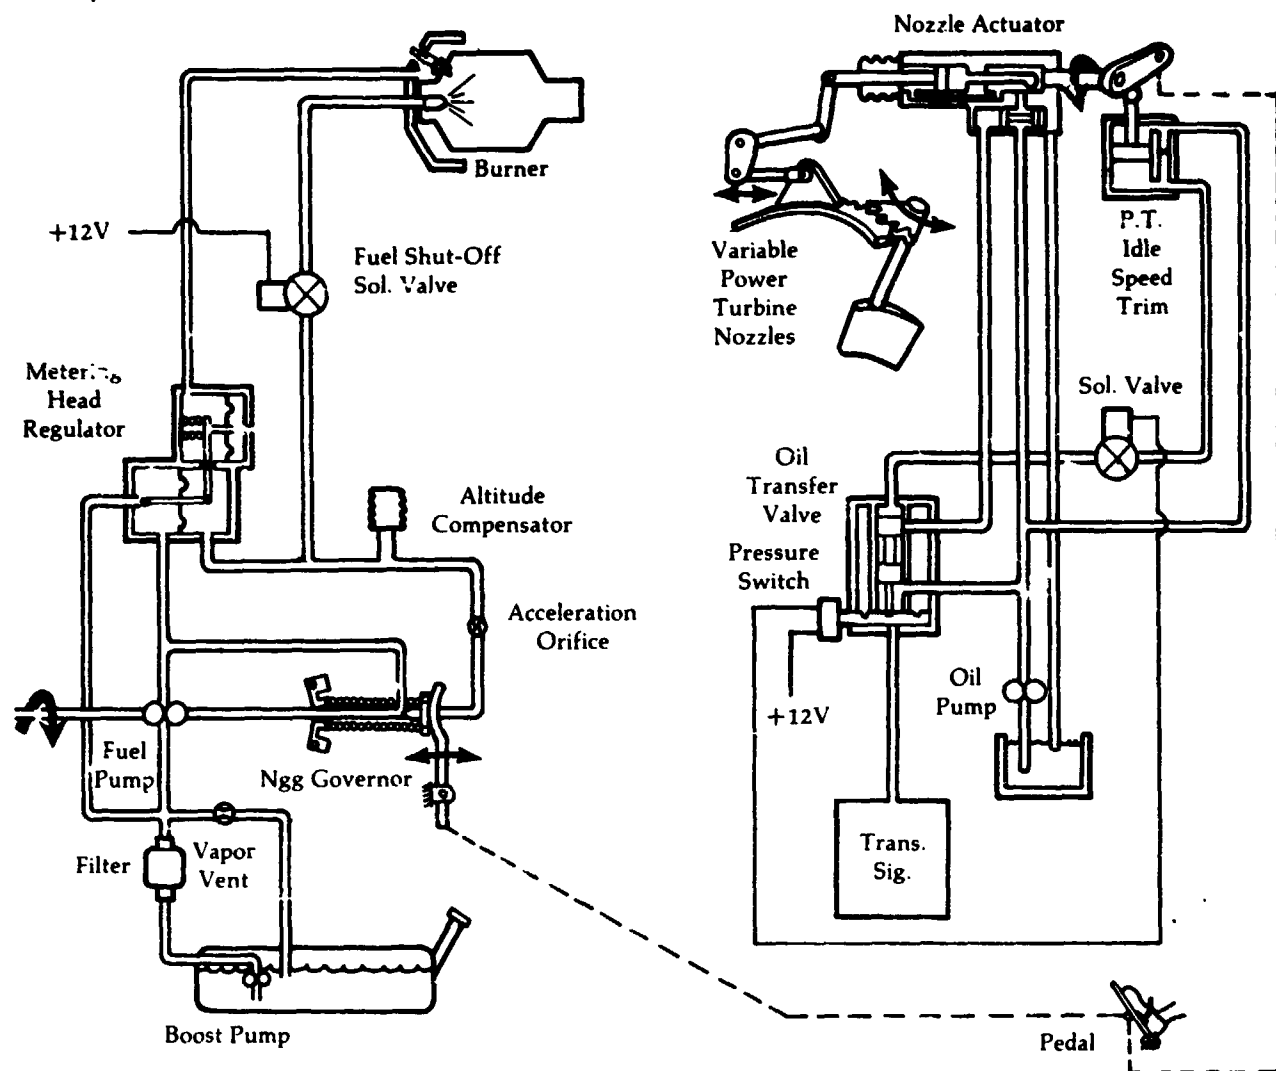 Nozzle Actuator
Burner
+12V
Fuel Shut-Off
Sol. Valve
Variable
Power
Turbine
Nozzles
P.T.
Idle
Speed
Trim
Metering
Head
Regulator
Sol. Valve
Oil
Transfer
Valve
Altitude
Compensator
Pressure
Switch
Acceleration
Orifice
Oil
Pump
+12V
Fuel
Pump
Ngg Governor
Filter
Vapor
Vent
Trans.
Sig.
Boost Pump
Pedal